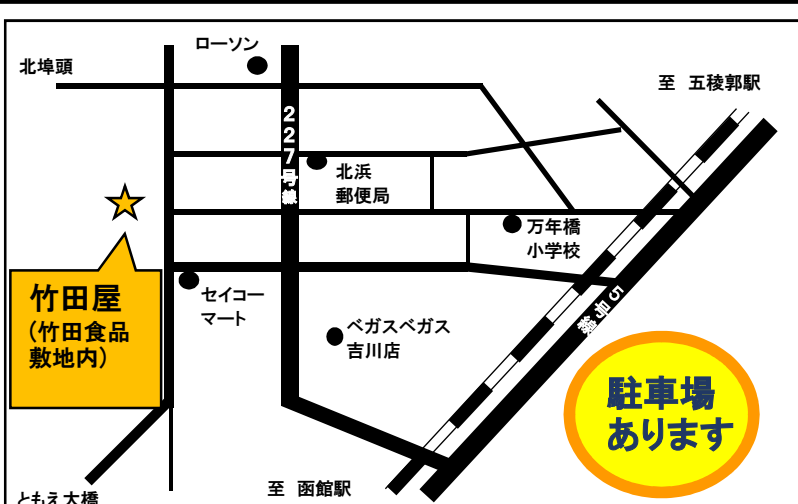 ローソン
北埠頭
至 五稜郭駅
227号線
北浜
郵便局
万年橋
小学校
竹田屋
(竹田食品
敷地内)
セイコー
マート
5号線
ベガスベガス
吉川店
駐車場
あります
至 函館駅
ともえ大橋